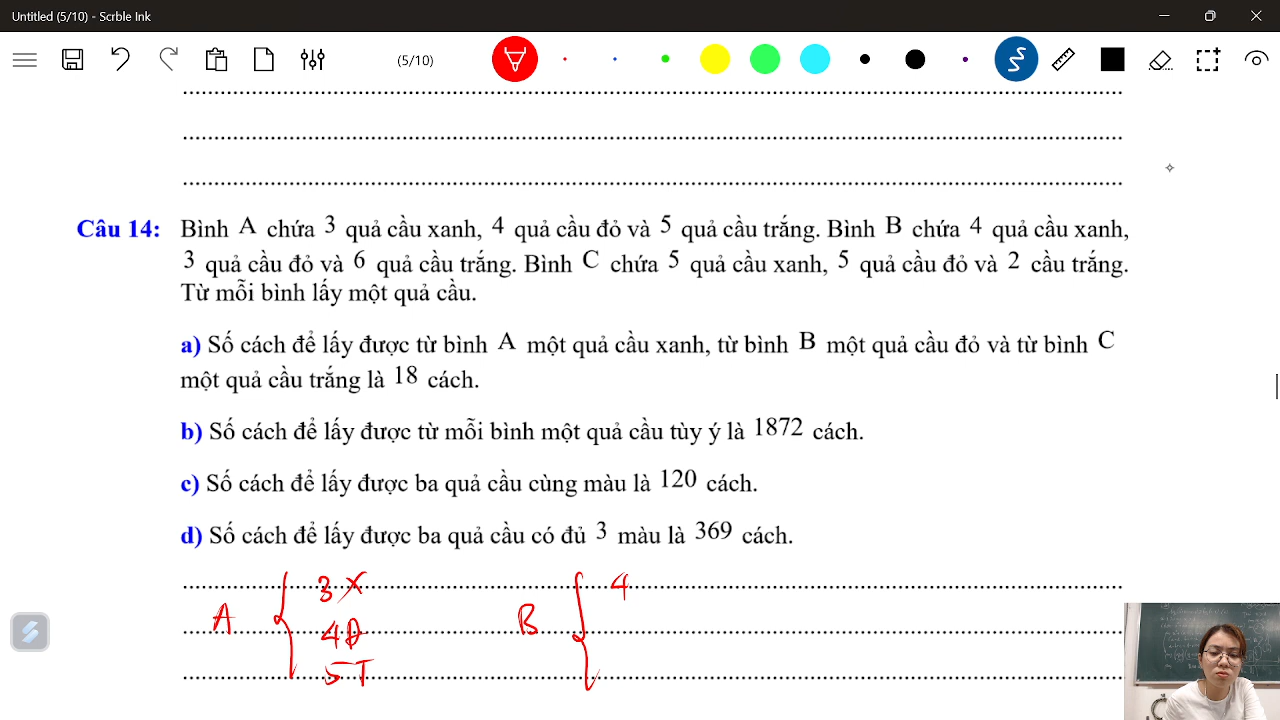 Untitled (5/10) - Scrble Ink
(5/10)
Câu 14: Bình A chứa 3 quả cầu xanh, 4 quả cầu đỏ và 5 quả cầu trắng. Bình B chứa 4 quả cầu xanh,
3 quả cầu đỏ và 6 quả cầu trắng. Bình C chứa 5 quả cầu xanh, 5 quả cầu đỏ và 2 cầu trắng.
Từ mỗi bình lấy một quả cầu.
a) Số cách để lấy được từ bình A một quả cầu xanh, từ bình B một quả cầu đỏ và từ bình C
một quả cầu trắng là 18 cách.
b) Số cách để lấy được từ mỗi bình một quả cầu tùy ý là 1872 cách.
c) Số cách để lấy được ba quả cầu cùng màu là 120 cách.
d) Số cách để lấy được ba quả cầu có đủ 3 màu là 369 cách.
3X 4
A B
4Đ
5T